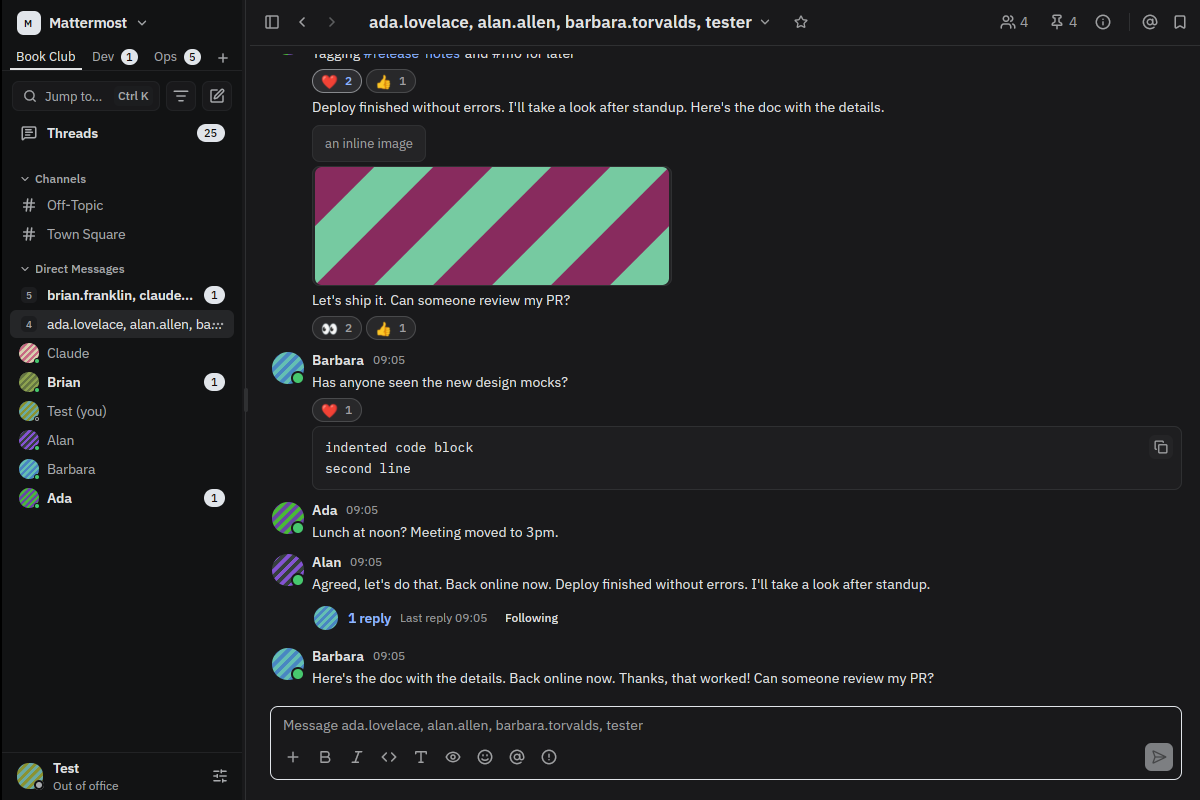 M Mattermost
Book Club Dev 1 Ops 5
Jump to... Ctrl K
Threads 25
Channels
Off-Topic
Town Square
Direct Messages
5 brian.franklin, claude... 1
4 ada.lovelace, alan.allen, ba...
Claude
Brian 1
Test (you)
Alan
Barbara
Ada 1
Test
Out of office
ada.lovelace, alan.allen, barbara.torvalds, tester
4 4
Tagging #release-notes and #no for later
2 1
Deploy finished without errors. I'll take a look after standup. Here's the doc with the details.
an inline image
Let's ship it. Can someone review my PR?
2 1
Barbara 09:05
Has anyone seen the new design mocks?
1
indented code block
second line
Ada 09:05
Lunch at noon? Meeting moved to 3pm.
Alan 09:05
Agreed, let's do that. Back online now. Deploy finished without errors. I'll take a look after standup.
1 reply Last reply 09:05 Following
Barbara 09:05
Here's the doc with the details. Back online now. Thanks, that worked! Can someone review my PR?
Message ada.lovelace, alan.allen, barbara.torvalds, tester